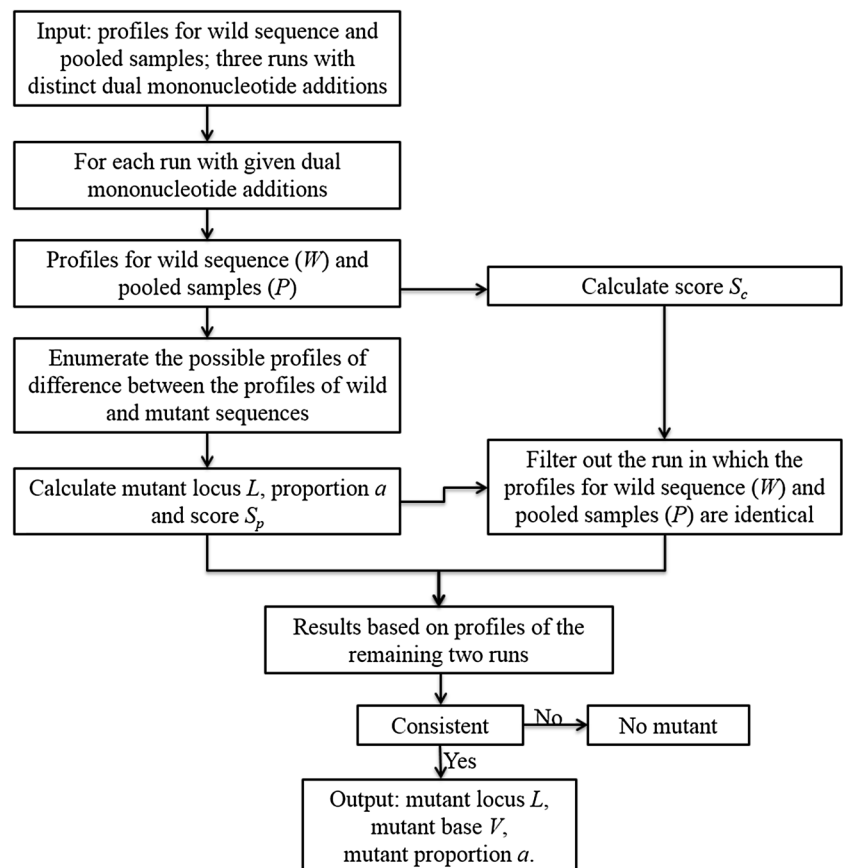 Input: profiles for wild sequence and
pooled samples; three runs with
distinct dual mononucleotide additions
For each run with given dual
mononucleotide additions
Profiles for wild sequence (W) and
pooled samples (P)
Calculate score Sc
Enumerate the possible profiles of
difference between the profiles of wild
and mutant sequences
Calculate mutant locus L, proportion a
and score Sp
Filter out the run in which the
profiles for wild sequence (W) and
pooled samples (P) are identical
Results based on profiles of the
remaining two runs
Consistent
No
No mutant
Yes
Output: mutant locus L,
mutant base V,
mutant proportion a.